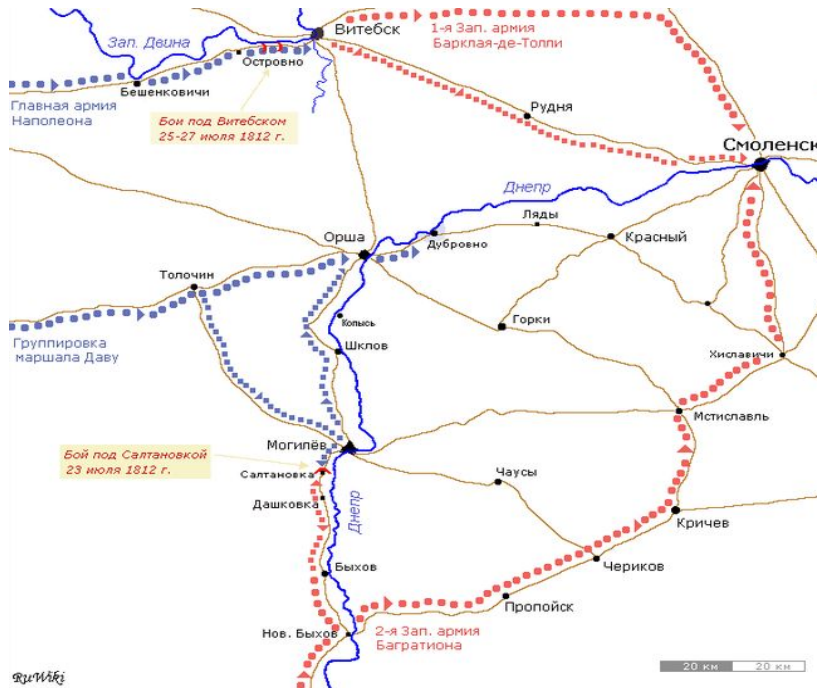 Витебск
1-я Зап. армия
Барклая-де-Толли
Зап. Двина
Островно
Бешенковичи
Главная армия
Наполеона
Бои под Витебском
25-27 июля 1812 г.
Рудня
Смоленск
Днепр
Ляды
Орша
Дубровно
Красный
Толочин
Копысь
Горки
Группировка
маршала Даву
Шклов
Хиславичи
Мстиславль
Могилёв
Бой под Салтановкой
23 июля 1812 г.
Салтановка
Чаусы
Дашковка
Днепр
Кричев
Быхов
Чериков
Пропойск
Нов. Быхов
2-я Зап. армия
Багратиона
20 км
20 км
RuWiki